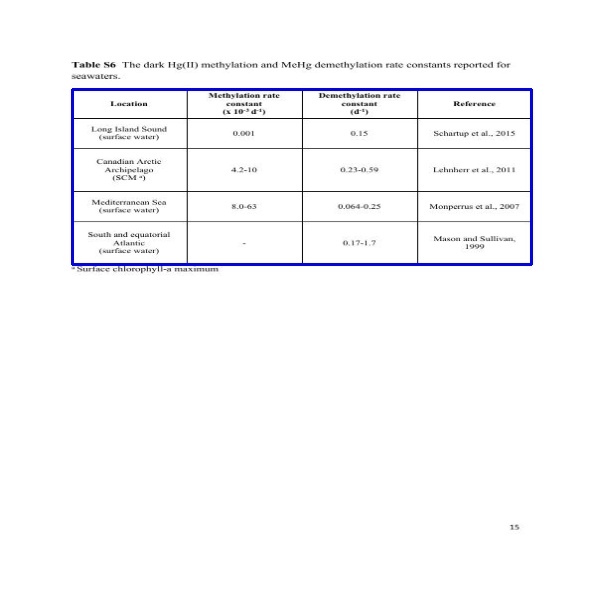 Table S6 The dark Hg(II) methylation and MeHg demethylation rate constants reported for
seawaters.
Location
Methylation rate
constant
(x 10⁻³ d⁻¹)
Demethylation rate
constant
(d⁻¹)
Reference
Long Island Sound
(surface water)
0.001
0.15
Schartup et al., 2015
Canadian Arctic
Archipelago
(SCM ᵃ)
4.2-10
0.23-0.59
Lehnherr et al., 2011
Mediterranean Sea
(surface water)
8.0-63
0.064-0.25
Monperrus et al., 2007
South and equatorial
Atlantic
(surface water)
-
0.17-1.7
Mason and Sullivan,
1999
ᵃ Surface chlorophyll-a maximum
15